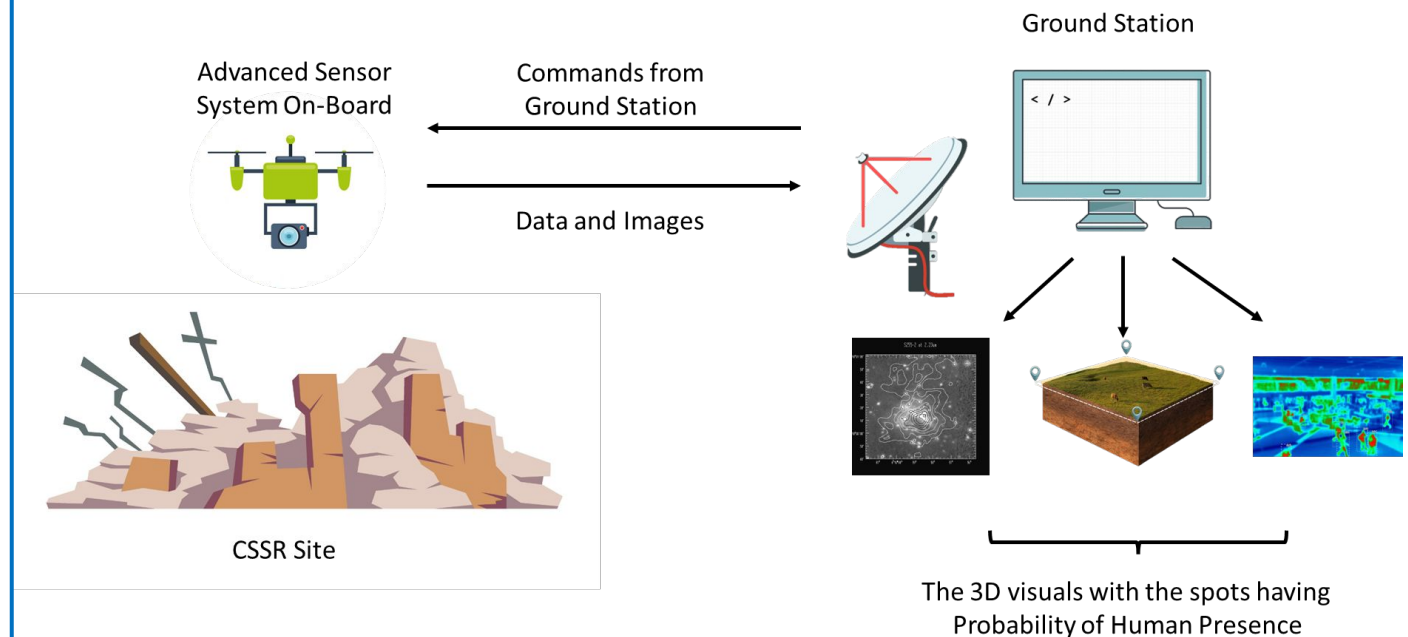 Ground Station
Advanced Sensor
System On-Board
Commands from
Ground Station
< / >
Data and Images
CSSR Site
The 3D visuals with the spots having
Probability of Human Presence